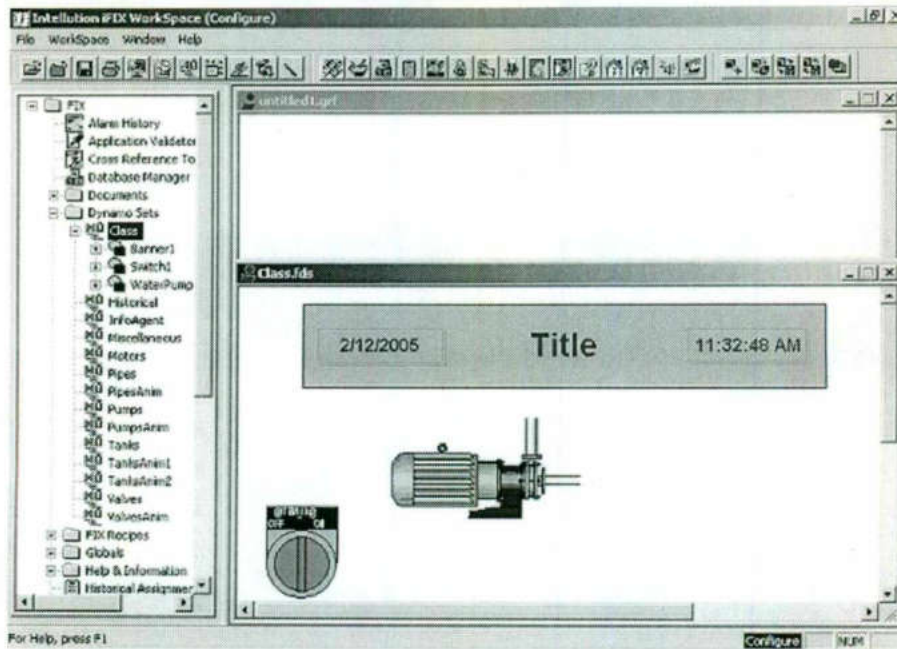 Intellution iFIX WorkSpace (Configure)
File WorkSpace Window Help
FIX
Alarm History
Application Validator
Cross Reference To
Database Manager
Documents
Dynamo Sets
Class
Banner1
Switch1
WaterPump
Historical
InfoAgent
Miscellaneous
Motors
Pipes
PipesAnim
Pumps
PumpsAnim
Tanks
TanksAnim1
TanksAnim2
Valves
ValvesAnim
FIX Recipes
Globals
Help & Information
Historical Assignmer
untitled1.grf
Class.fds
2/12/2005
Title
11:32:48 AM
OFF ON
For Help, press F1
Configure
NUM